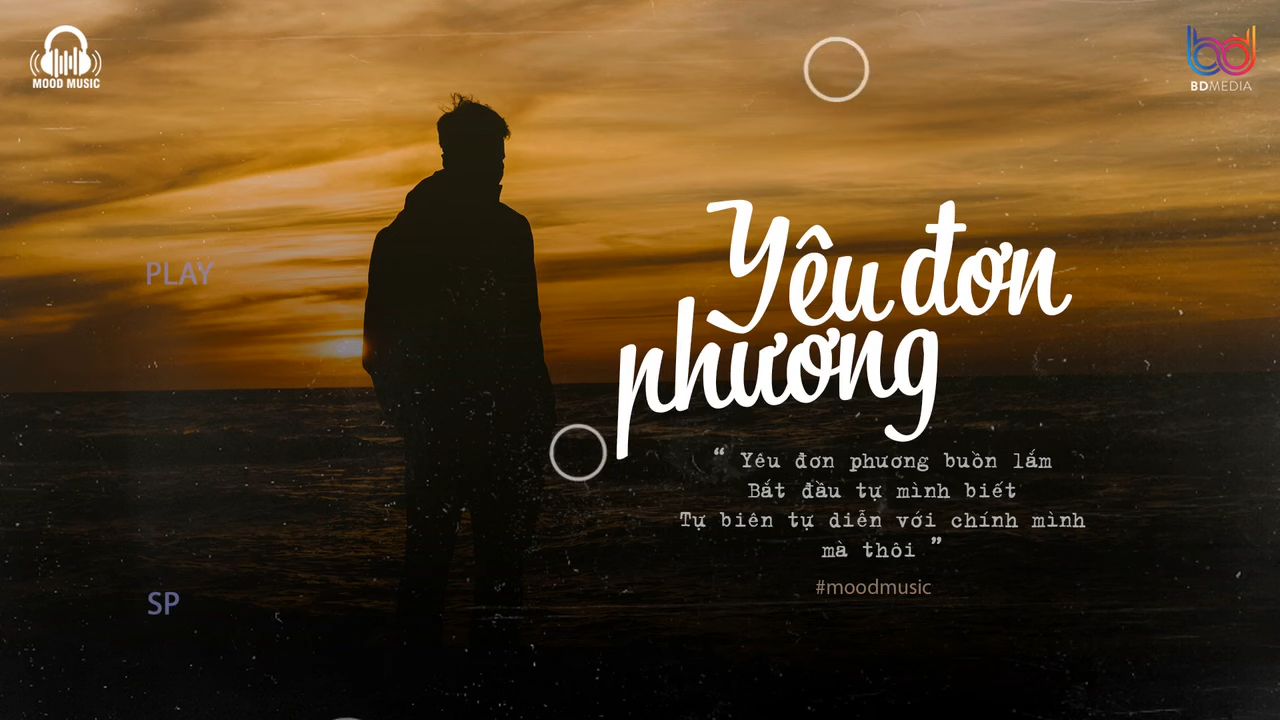 MOOD MUSIC
BDMEDIA
PLAY
Yêu đơn
phương
“ Yêu đơn phương buồn lắm
Bắt đầu tự mình biết
Tự biên tự diễn với chính mình
mà thôi ”
#moodmusic
SP